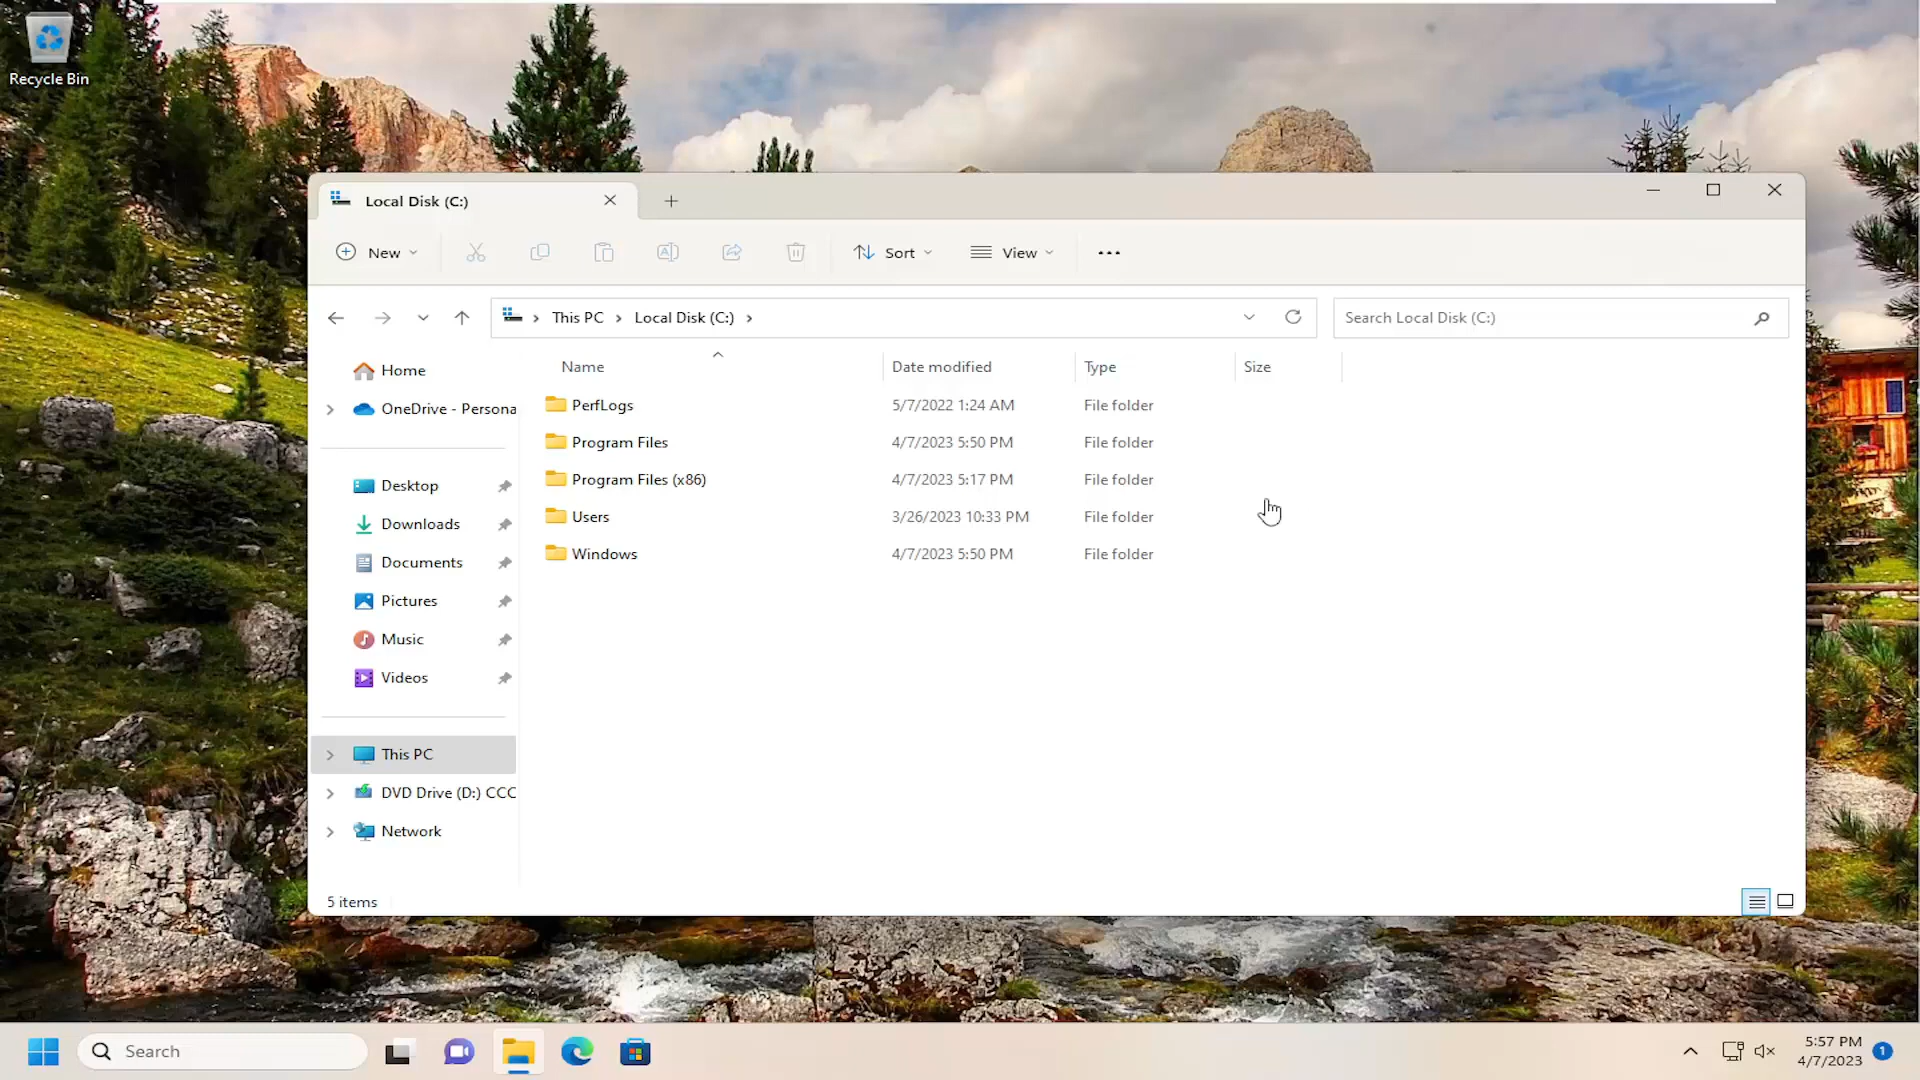 Recycle Bin
Local Disk (C:)
New
Sort
View
This PC
Local Disk (C:)
Search Local Disk (C:)
Name
Date modified
Type
Size
Home
OneDrive - Persona
Desktop
Downloads
Documents
Pictures
Music
Videos
This PC
DVD Drive (D:) CCC
Network
PerfLogs 5/7/2022 1:24 AM File folder
Program Files 4/7/2023 5:50 PM File folder
Program Files (x86) 4/7/2023 5:17 PM File folder
Users 3/26/2023 10:33 PM File folder
Windows 4/7/2023 5:50 PM File folder
5 items
Search
5:57 PM
4/7/2023
1